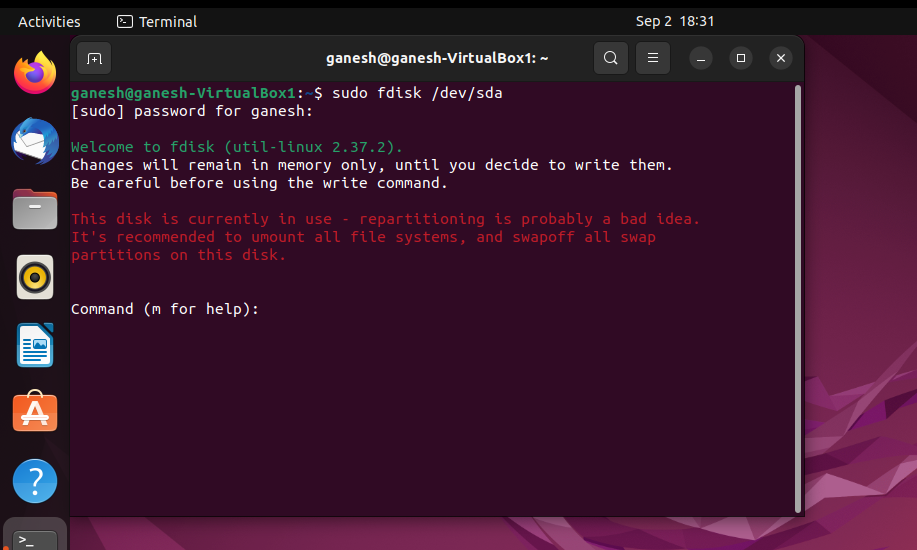 Activities
Terminal
Sep 2 18:31
ganesh@ganesh-VirtualBox1: ~
ganesh@ganesh-VirtualBox1:~$ sudo fdisk /dev/sda
[sudo] password for ganesh:
Welcome to fdisk (util-linux 2.37.2).
Changes will remain in memory only, until you decide to write them.
Be careful before using the write command.
This disk is currently in use - repartitioning is probably a bad idea.
It's recommended to umount all file systems, and swapoff all swap
partitions on this disk.
Command (m for help):